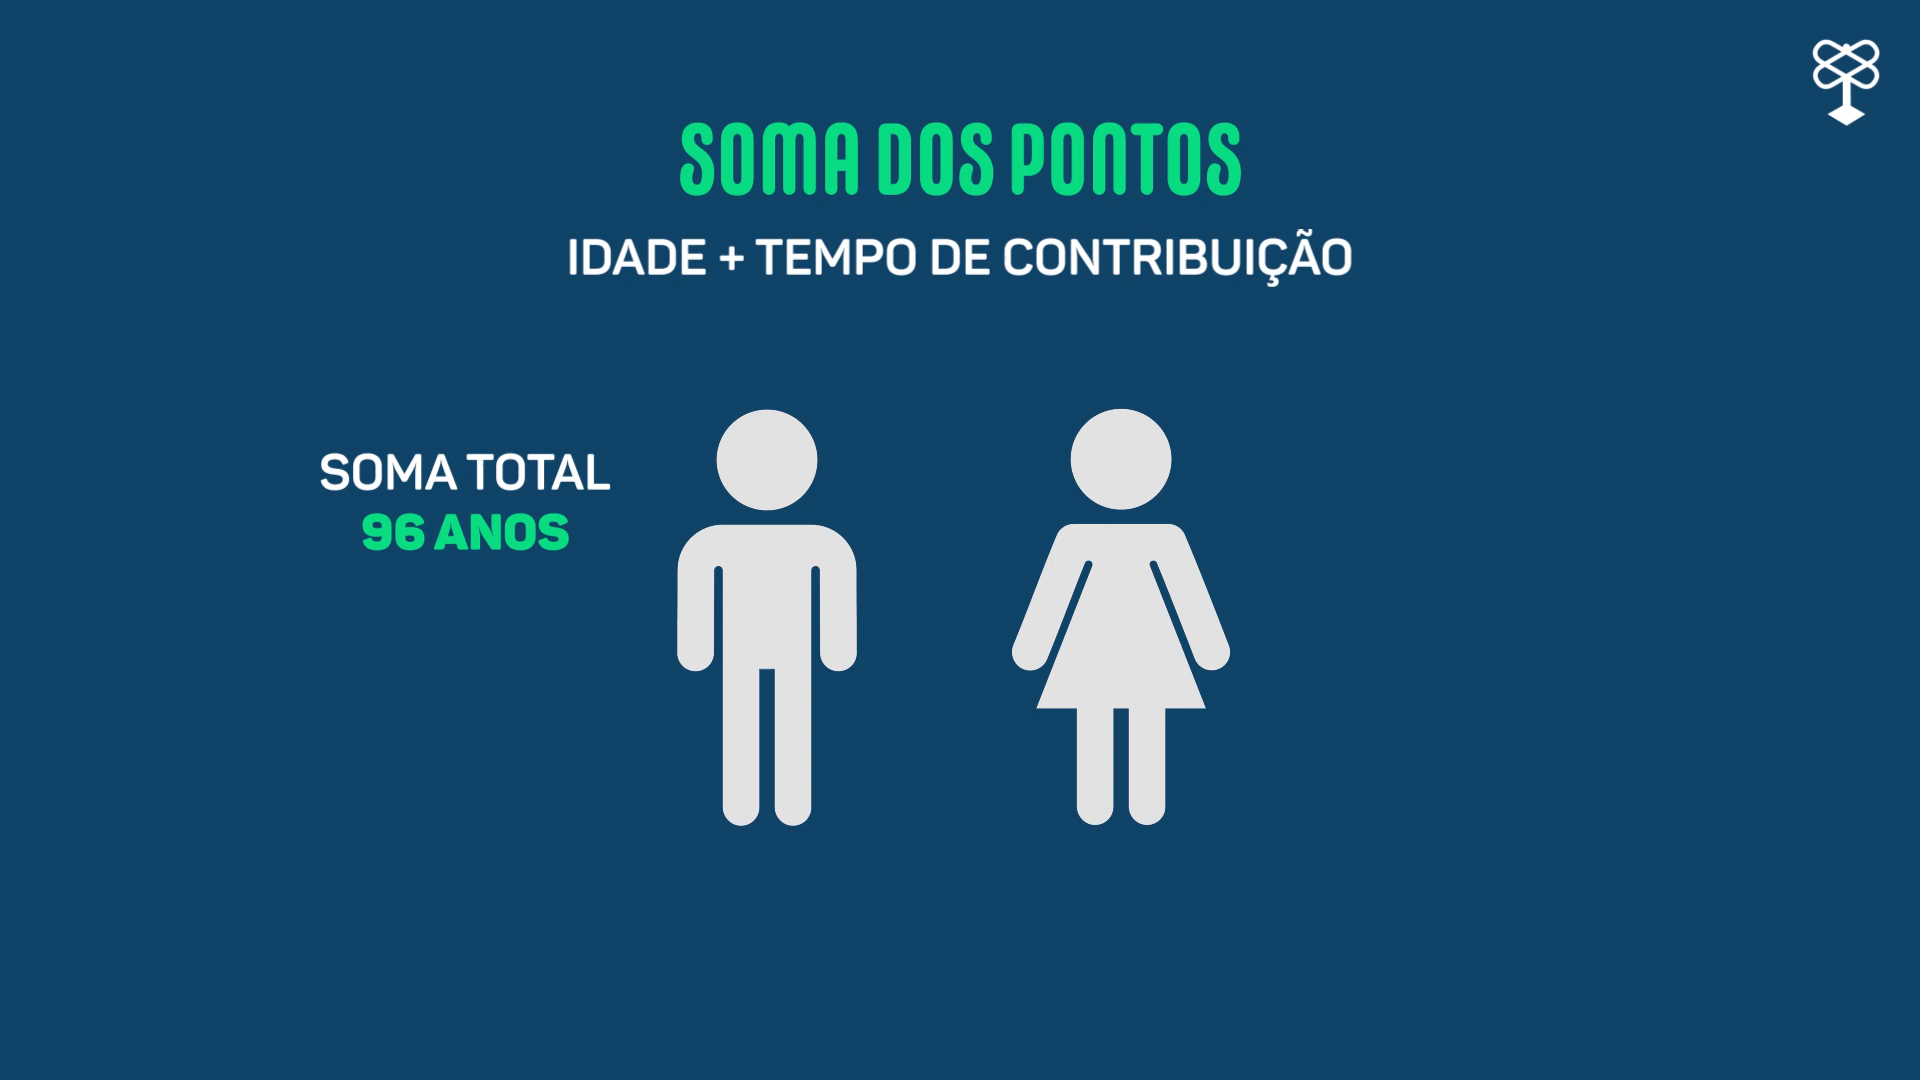 SOMA DOS PONTOS
IDADE + TEMPO DE CONTRIBUIÇÃO
SOMA TOTAL
96 ANOS